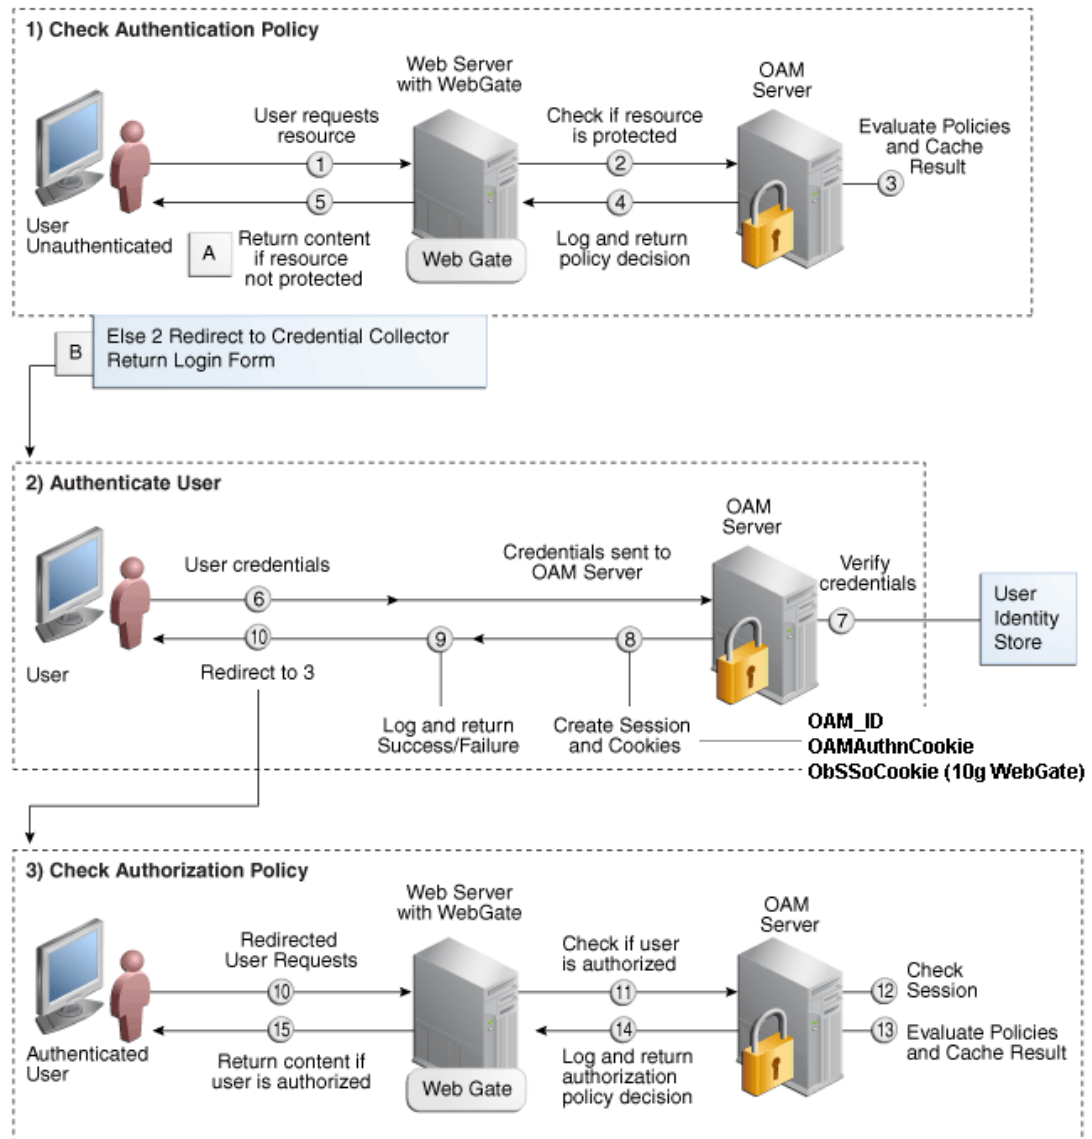 1) Check Authentication Policy
Web Server
with WebGate
OAM
Server
User requests
resource
Check if resource
is protected
Evaluate Policies
and Cache
Result
1
2
3
5
4
User
Unauthenticated
A
Return content
if resource
not protected
Web Gate
Log and return
policy decision
B
Else 2 Redirect to Credential Collector
Return Login Form
2) Authenticate User
OAM
Server
User credentials
Credentials sent to
OAM Server
Verify
credentials
6
7
User
Identity
Store
10
9
8
User
Redirect to 3
Log and return
Success/Failure
Create Session
and Cookies
OAM_ID
OAMAuthnCookie
ObSSoCookie (10g WebGate)
3) Check Authorization Policy
Web Server
with WebGate
OAM
Server
Redirected
User Requests
Check if user
is authorized
10
11
12
Check
Session
15
14
13
Evaluate Policies
and Cache Result
Authenticated
User
Return content if
user is authorized
Web Gate
Log and return
authorization
policy decision